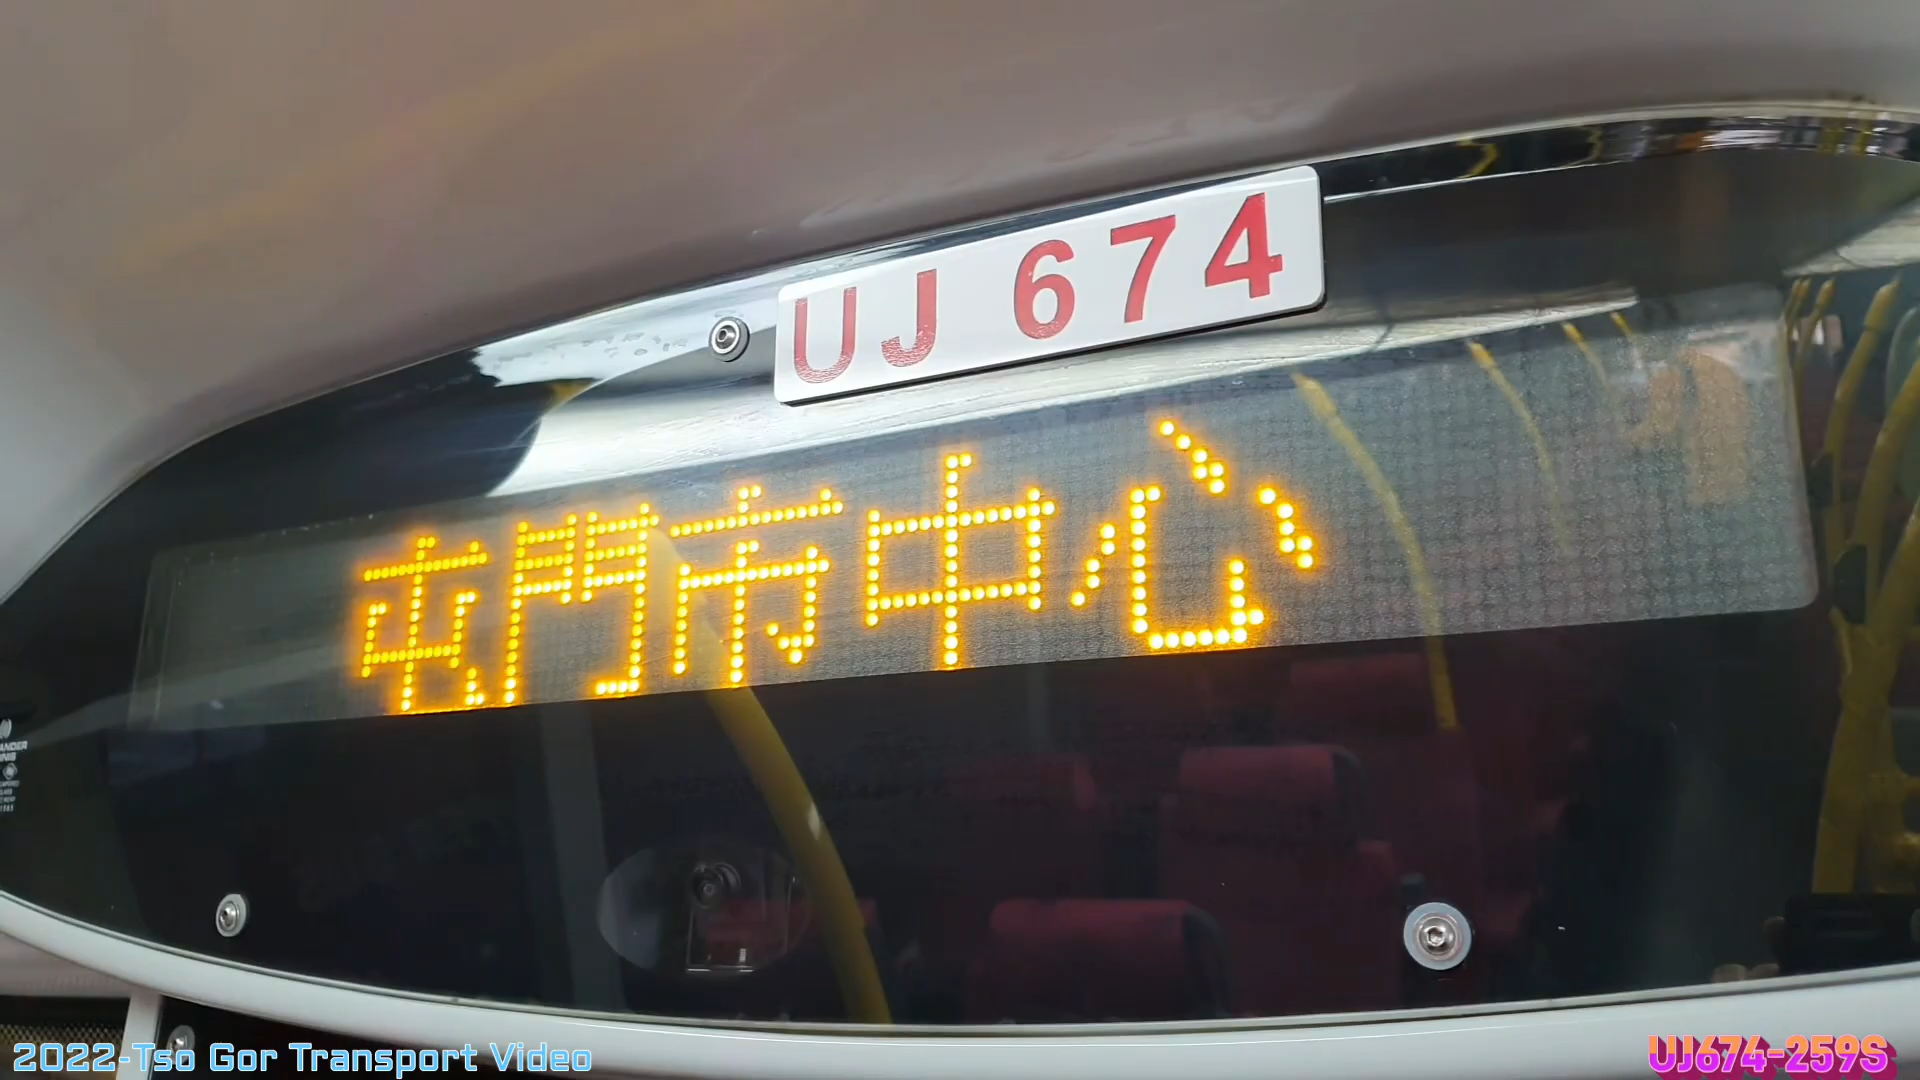 UJ 674
屯門市中心
2022-Tso Gor Transport Video
UJ674-259S